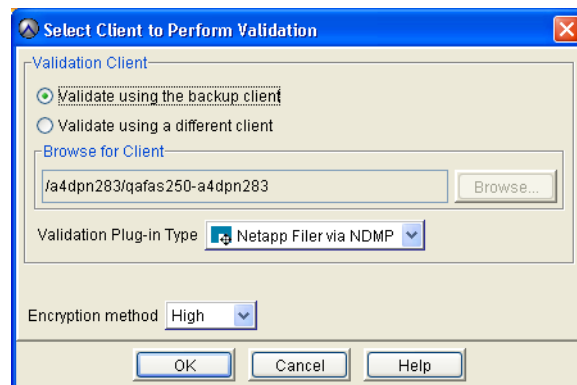 Select Client to Perform Validation
Validation Client
Validate using the backup client
Validate using a different client
Browse for Client
/a4dpn283/qafas250-a4dpn283
Browse...
Validation Plug-in Type Netapp Filer via NDMP
Encryption method High
OK Cancel Help